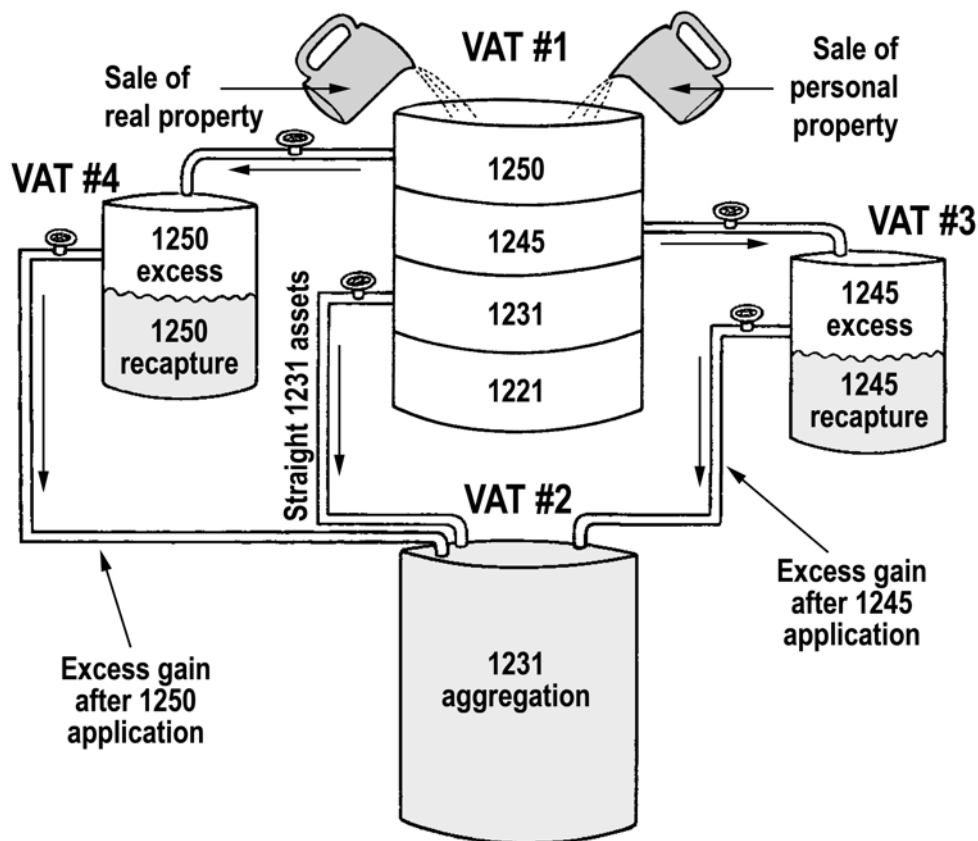 VAT #1
Sale of
real property
Sale of
personal
property
VAT #4
1250
1245
1231
1221
VAT #3
1250
excess
1250
recapture
1245
excess
1245
recapture
Straight 1231 assets
VAT #2
Excess gain
after 1250
application
1231
aggregation
Excess gain
after 1245
application